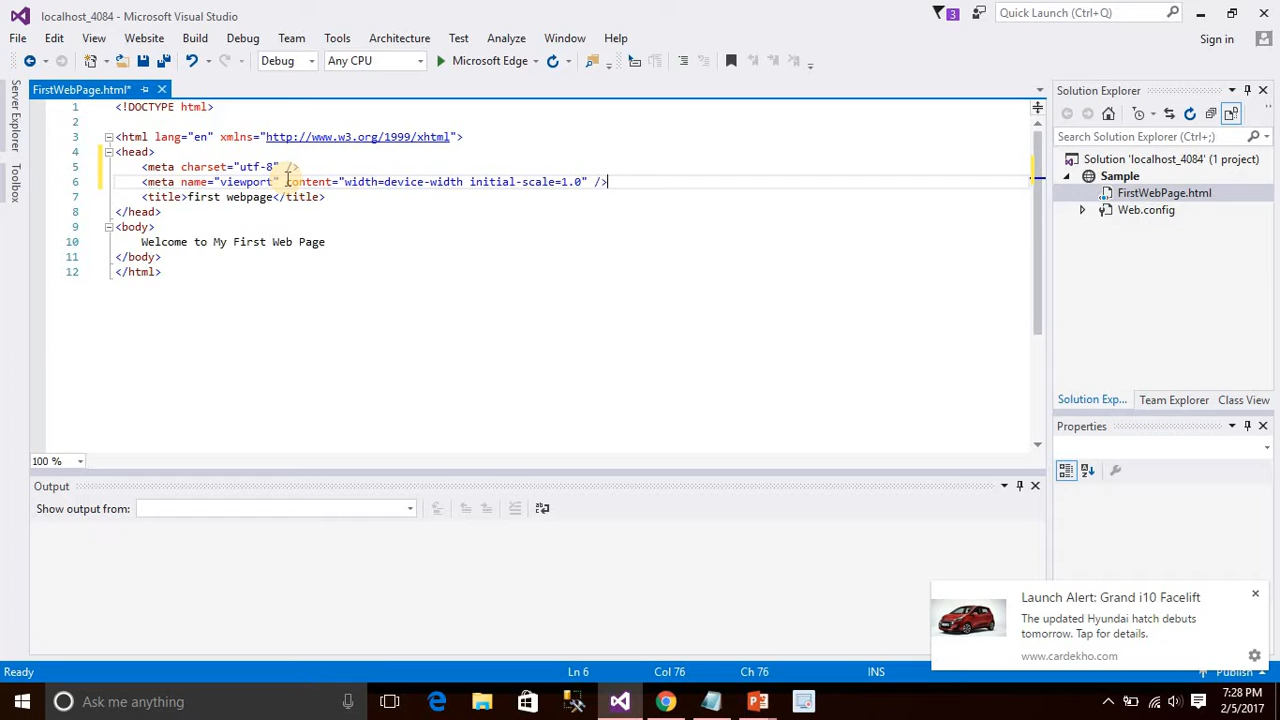 localhost_4084 - Microsoft Visual Studio
3
Quick Launch (Ctrl+Q)
File Edit View Website Build Debug Team Tools Architecture Test Analyze Window Help
Sign in
Debug Any CPU Microsoft Edge
Server Explorer
Toolbox
FirstWebPage.html*
1 <!DOCTYPE html>
2
3 <html lang="en" xmlns="http://www.w3.org/1999/xhtml">
4 <head>
5 <meta charset="utf-8" />
6 <meta name="viewport" content="width=device-width initial-scale=1.0" />
7 <title>first webpage</title>
8 </head>
9 <body>
10 Welcome to My First Web Page
11 </body>
12 </html>
100 %
Solution Explorer
Search Solution Explorer (Ctrl+;)
Solution 'localhost_4084' (1 project)
Sample
FirstWebPage.html
Web.config
Solution Exp... Team Explorer Class View
Properties
Output
Show output from:
Launch Alert: Grand i10 Facelift
The updated Hyundai hatch debuts
tomorrow. Tap for details.
www.cardekho.com
Ready Ln 6 Col 76 Ch 76 INS Publish
Ask me anything
7:28 PM
2/5/2017